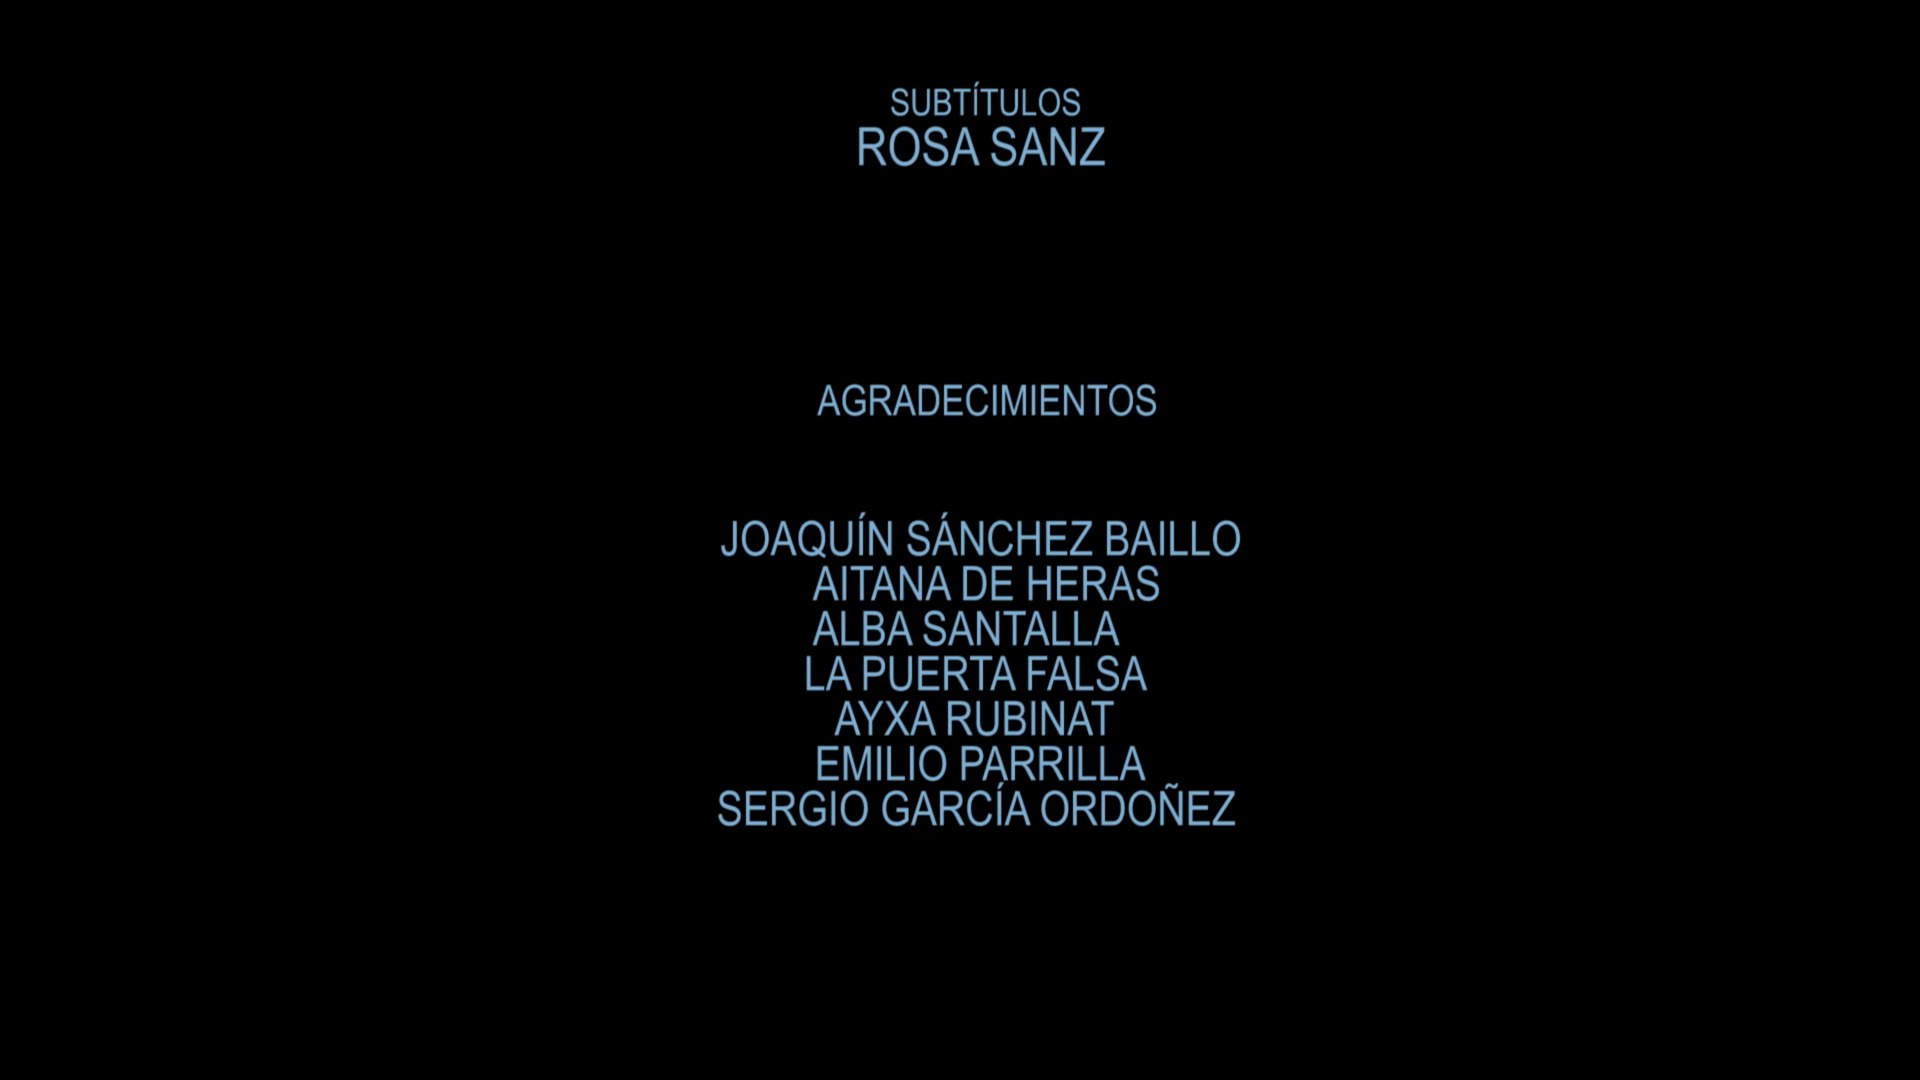 SUBTÍTULOS
ROSA SANZ
AGRADECIMIENTOS
JOAQUÍN SÁNCHEZ BAILLO
AITANA DE HERAS
ALBA SANTALLA
LA PUERTA FALSA
AYXA RUBINAT
EMILIO PARRILLA
SERGIO GARCÍA ORDOÑEZ